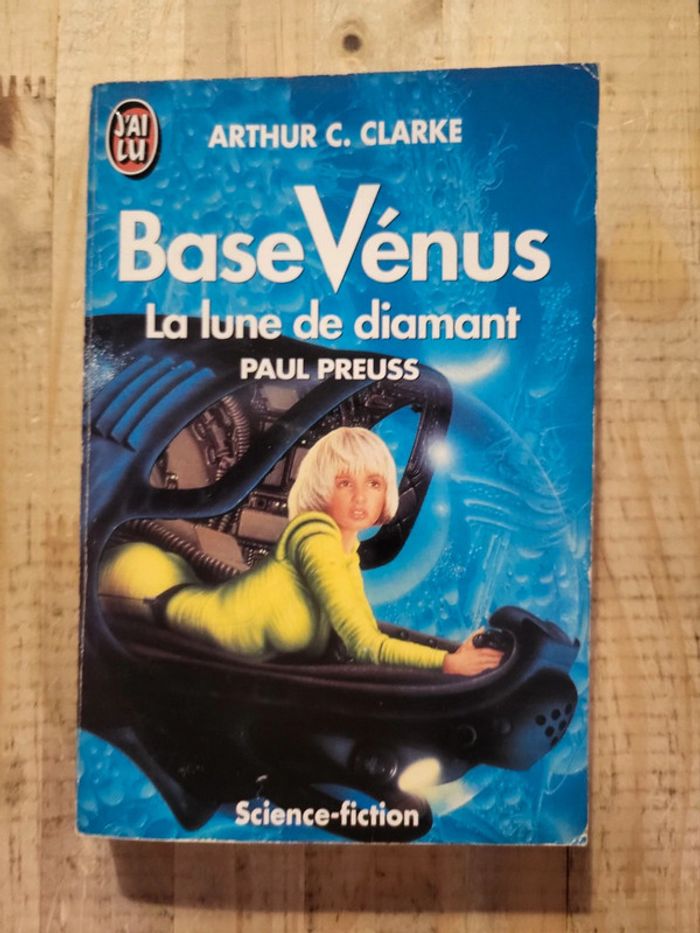 J'AI
LU
ARTHUR C. CLARKE
Base Vénus
La lune de diamant
PAUL PREUSS
Science-fiction